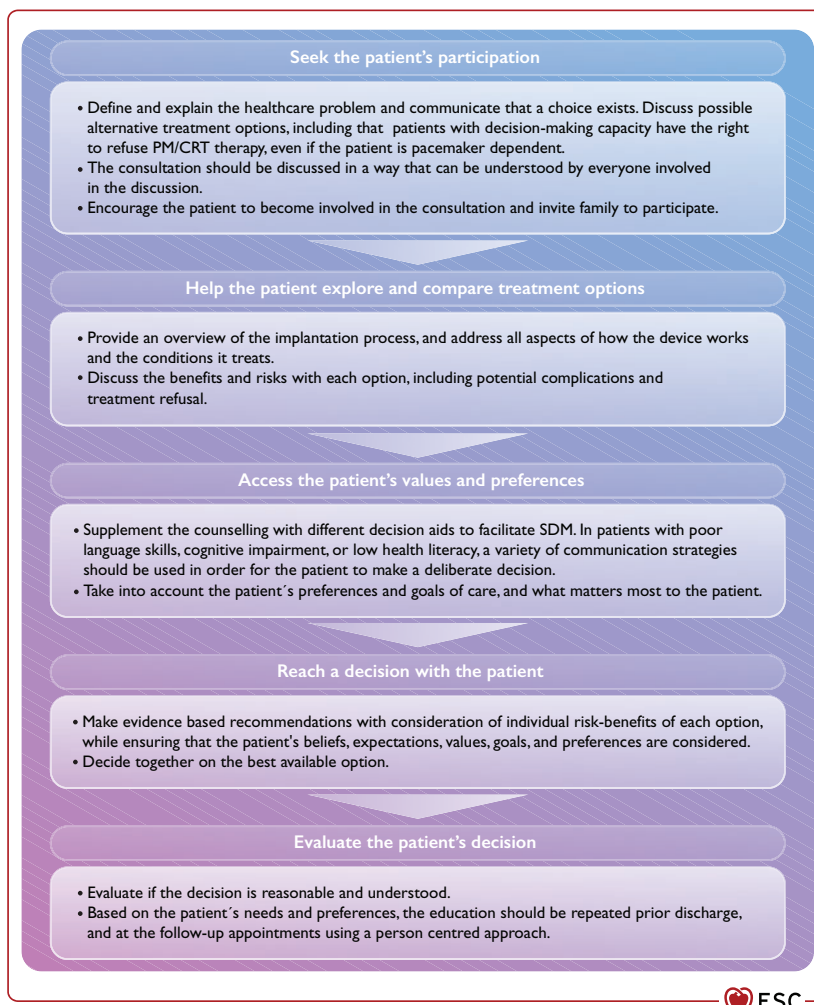 Seek the patient's participation
• Define and explain the healthcare problem and communicate that a choice exists. Discuss possible
alternative treatment options, including that patients with decision-making capacity have the right
to refuse PM/CRT therapy, even if the patient is pacemaker dependent.
• The consultation should be discussed in a way that can be understood by everyone involved
in the discussion.
• Encourage the patient to become involved in the consultation and invite family to participate.
Help the patient explore and compare treatment options
• Provide an overview of the implantation process, and address all aspects of how the device works
and the conditions it treats.
• Discuss the benefits and risks with each option, including potential complications and
treatment refusal.
Access the patient's values and preferences
• Supplement the counselling with different decision aids to facilitate SDM. In patients with poor
language skills, cognitive impairment, or low health literacy, a variety of communication strategies
should be used in order for the patient to make a deliberate decision.
• Take into account the patient´s preferences and goals of care, and what matters most to the patient.
Reach a decision with the patient
• Make evidence based recommendations with consideration of individual risk-benefits of each option,
while ensuring that the patient's beliefs, expectations, values, goals, and preferences are considered.
• Decide together on the best available option.
Evaluate the patient's decision
• Evaluate if the decision is reasonable and understood.
• Based on the patient´s needs and preferences, the education should be repeated prior discharge,
and at the follow-up appointments using a person centred approach.
ESC